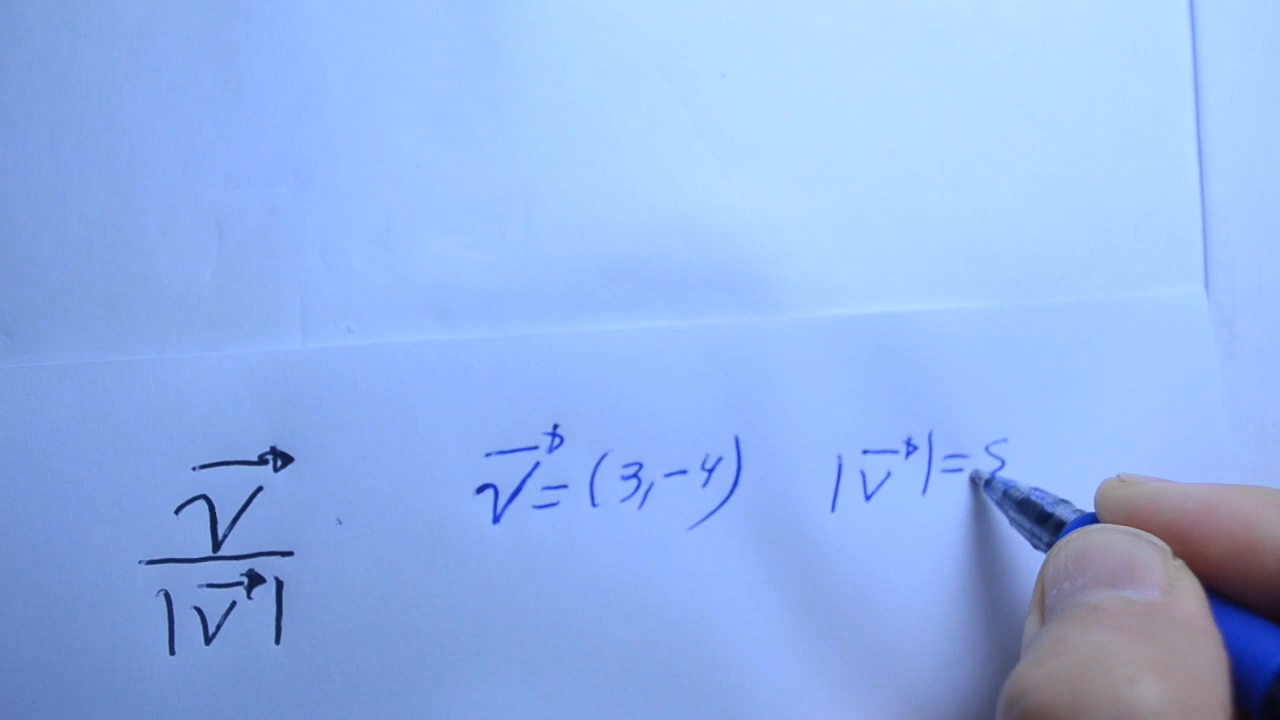 v⃗ / |v⃗|
v⃗ = (3, -4)
|v⃗| = 5